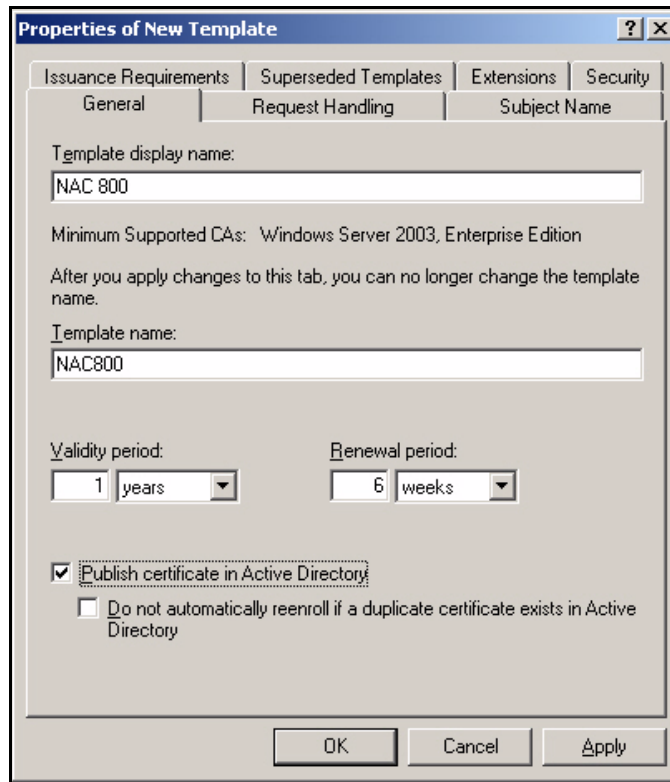 Properties of New Template
Issuance Requirements Superseded Templates Extensions Security
General Request Handling Subject Name
Template display name:
NAC 800
Minimum Supported CAs: Windows Server 2003, Enterprise Edition
After you apply changes to this tab, you can no longer change the template
name.
Template name:
NAC800
Validity period: Renewal period:
1 years 6 weeks
Publish certificate in Active Directory
Do not automatically reenroll if a duplicate certificate exists in Active
Directory
OK Cancel Apply